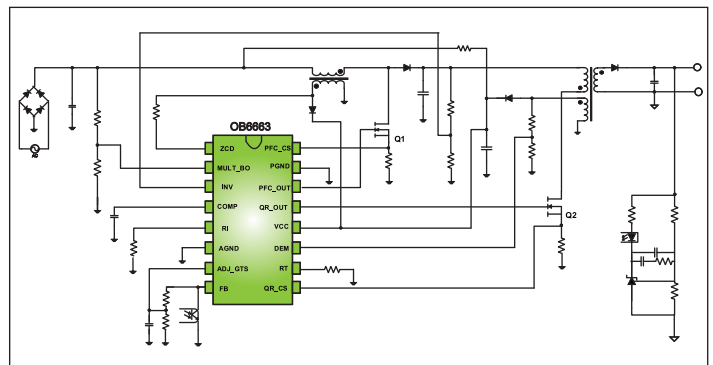 OB6663
ZCD
PFC_CS
MULT_BO
PGND
INV
PFC_OUT
COMP
QR_OUT
RI
VCC
AGND
DEM
ADJ_GTS
RT
FB
QR_CS
Q1
Q2